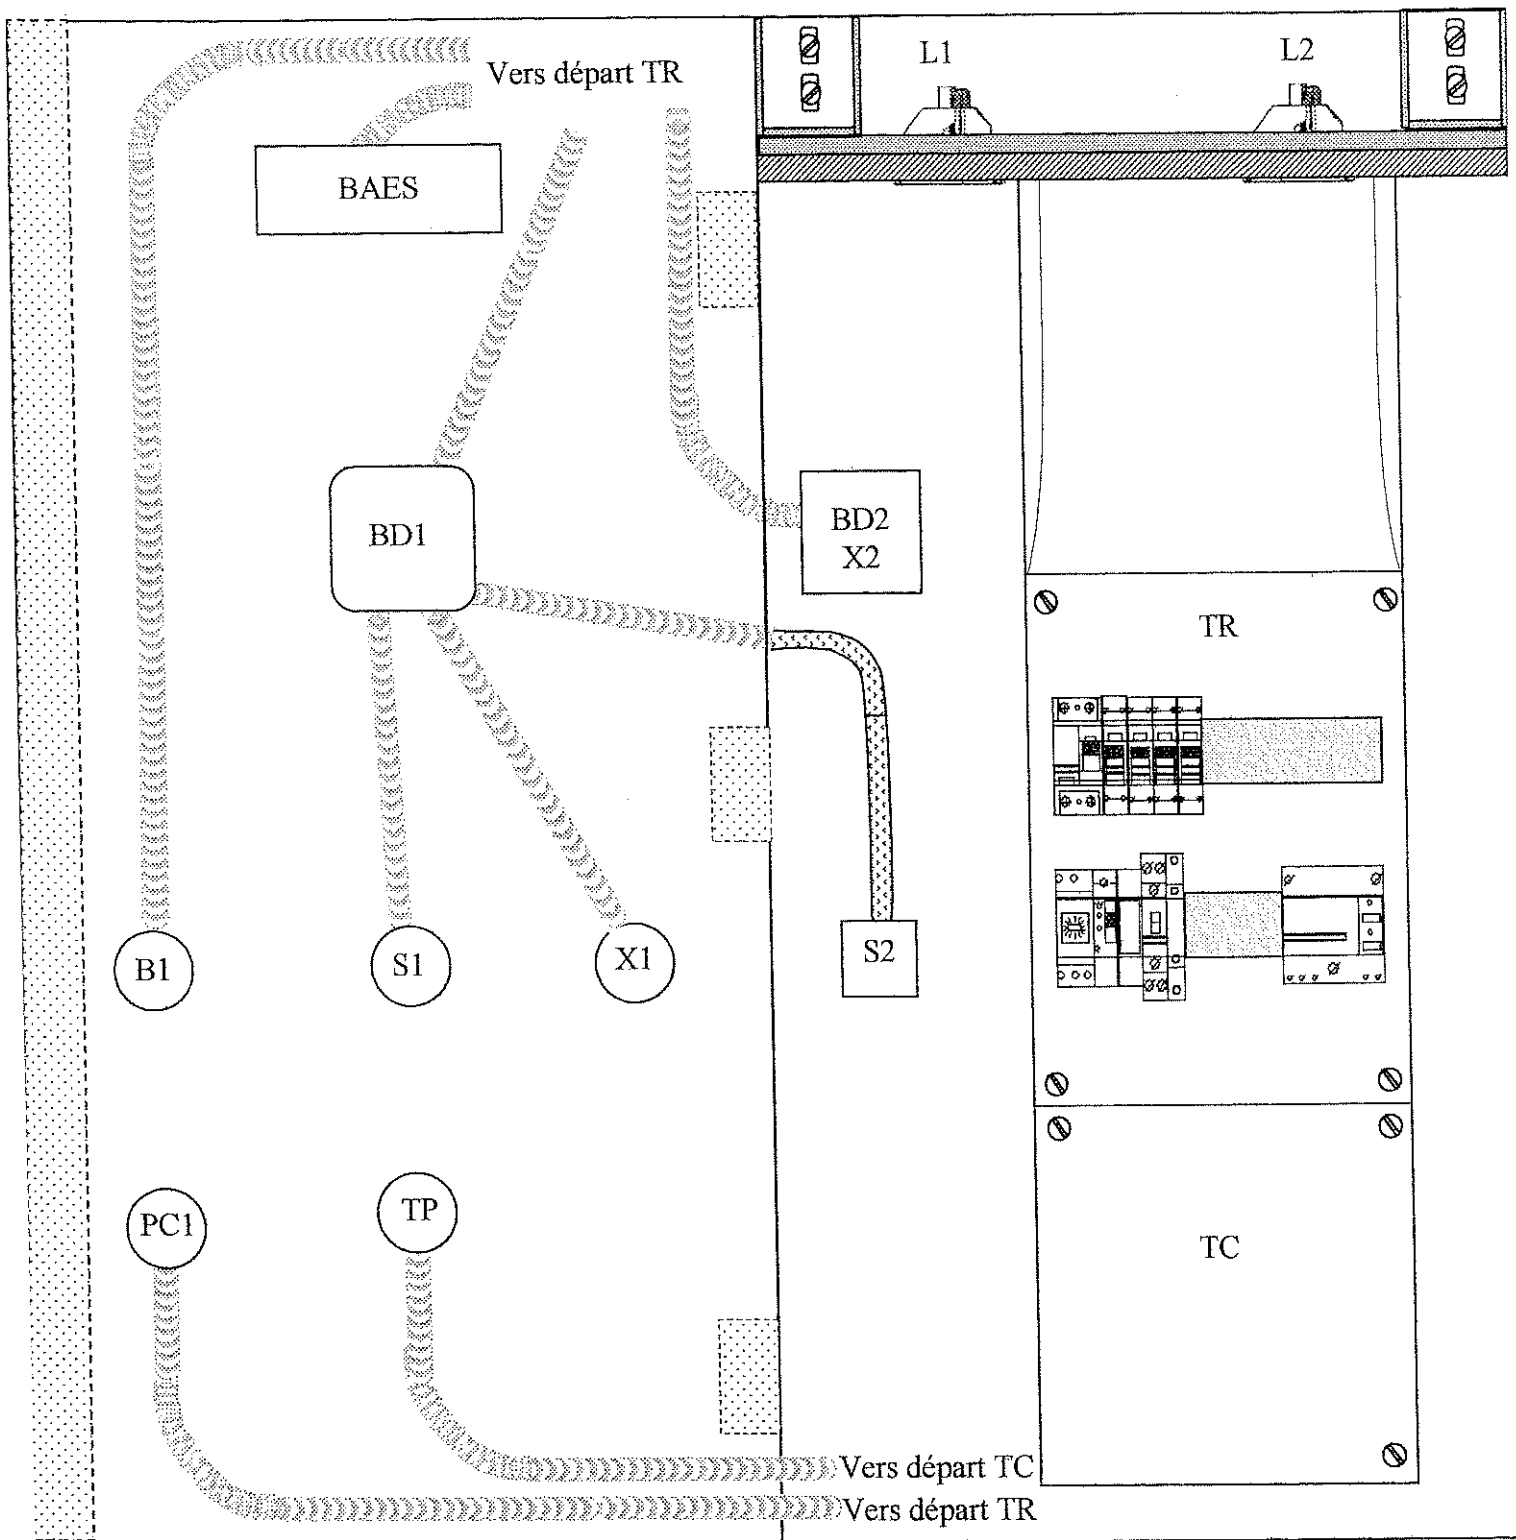 L1
L2
Vers départ TR
BAES
BD1
BD2
X2
TR
B1
S1
X1
S2
PC1
TP
TC
Vers départ TC
Vers départ TR